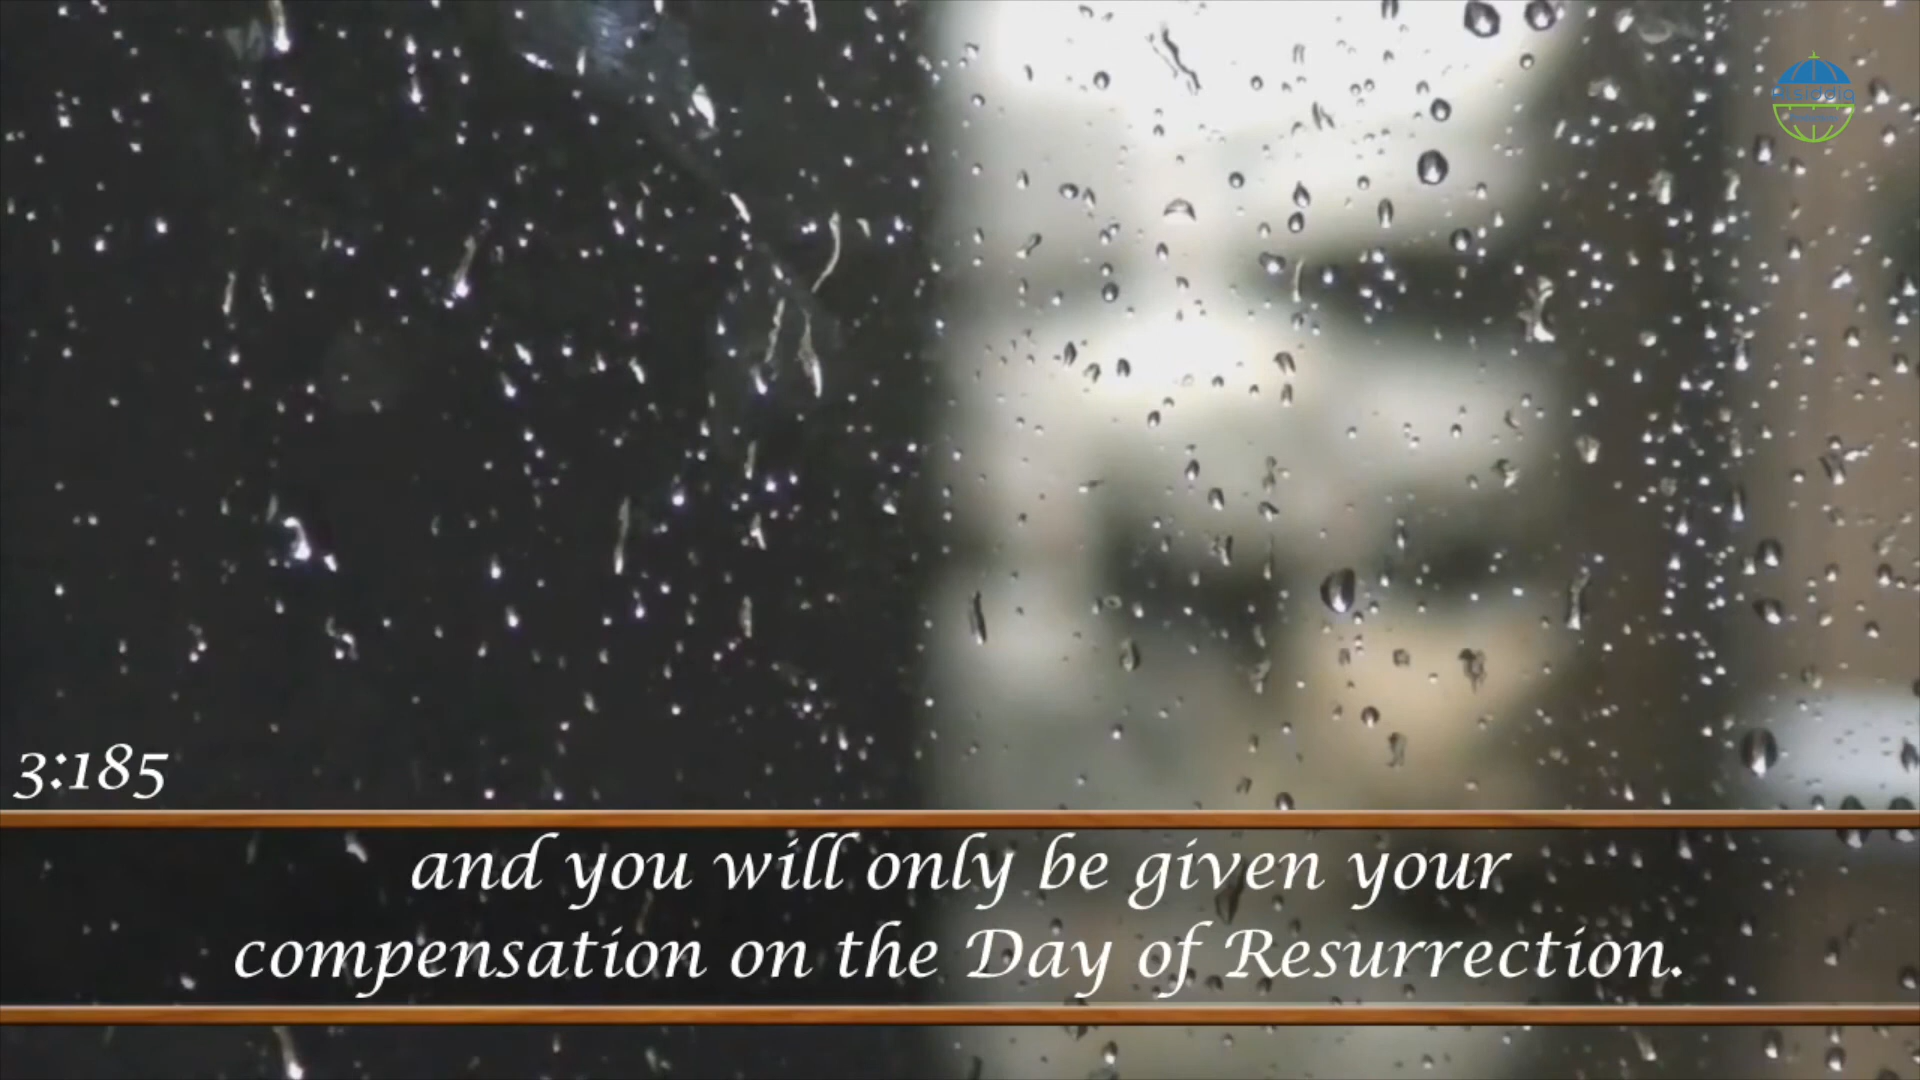 3:185
and you will only be given your
compensation on the Day of Resurrection.